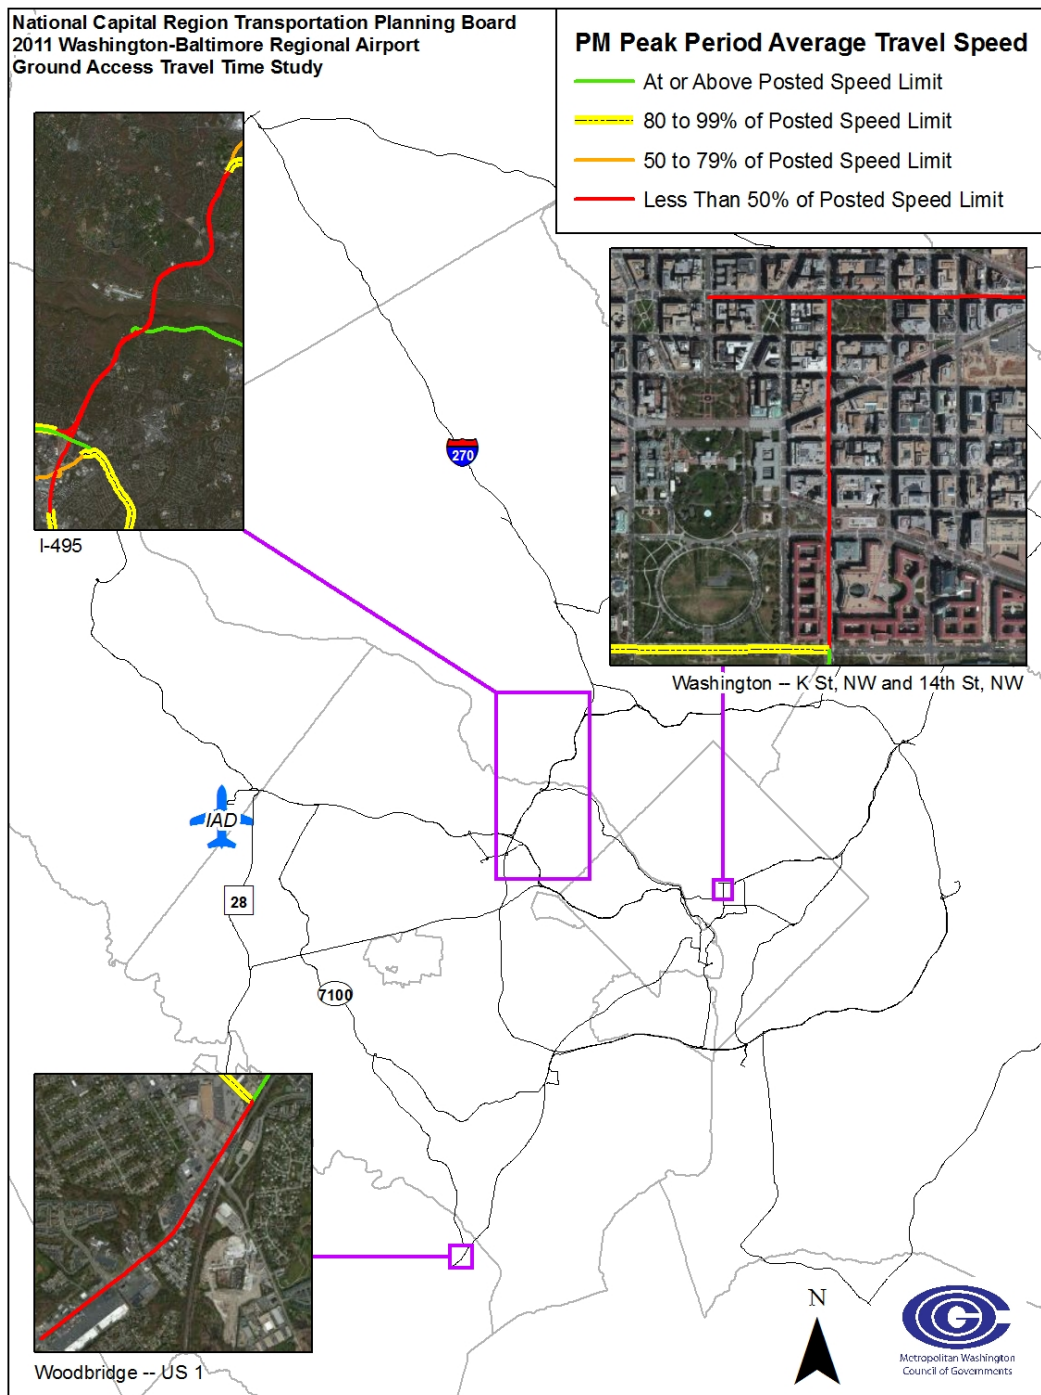 National Capital Region Transportation Planning Board
2011 Washington-Baltimore Regional Airport
Ground Access Travel Time Study
PM Peak Period Average Travel Speed
At or Above Posted Speed Limit
80 to 99% of Posted Speed Limit
50 to 79% of Posted Speed Limit
Less Than 50% of Posted Speed Limit
270
I-495
Washington -- K St, NW and 14th St, NW
IAD
28
7100
Woodbridge -- US 1
N
Metropolitan Washington
Council of Governments